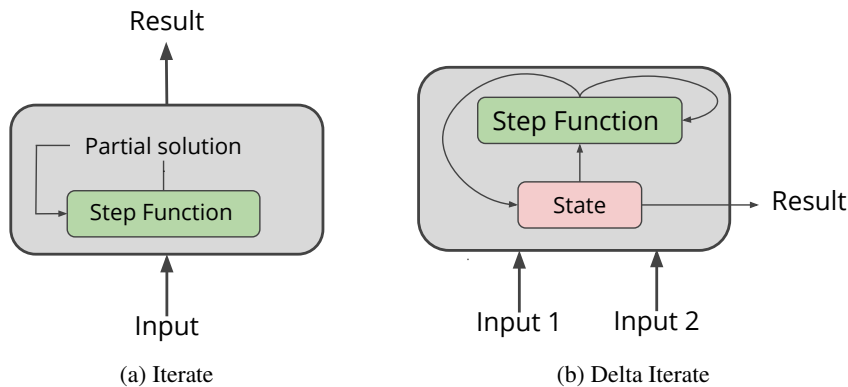 Result
Partial solution
Step Function
Input
(a) Iterate
Step Function
State
Result
Input 1
Input 2
(b) Delta Iterate